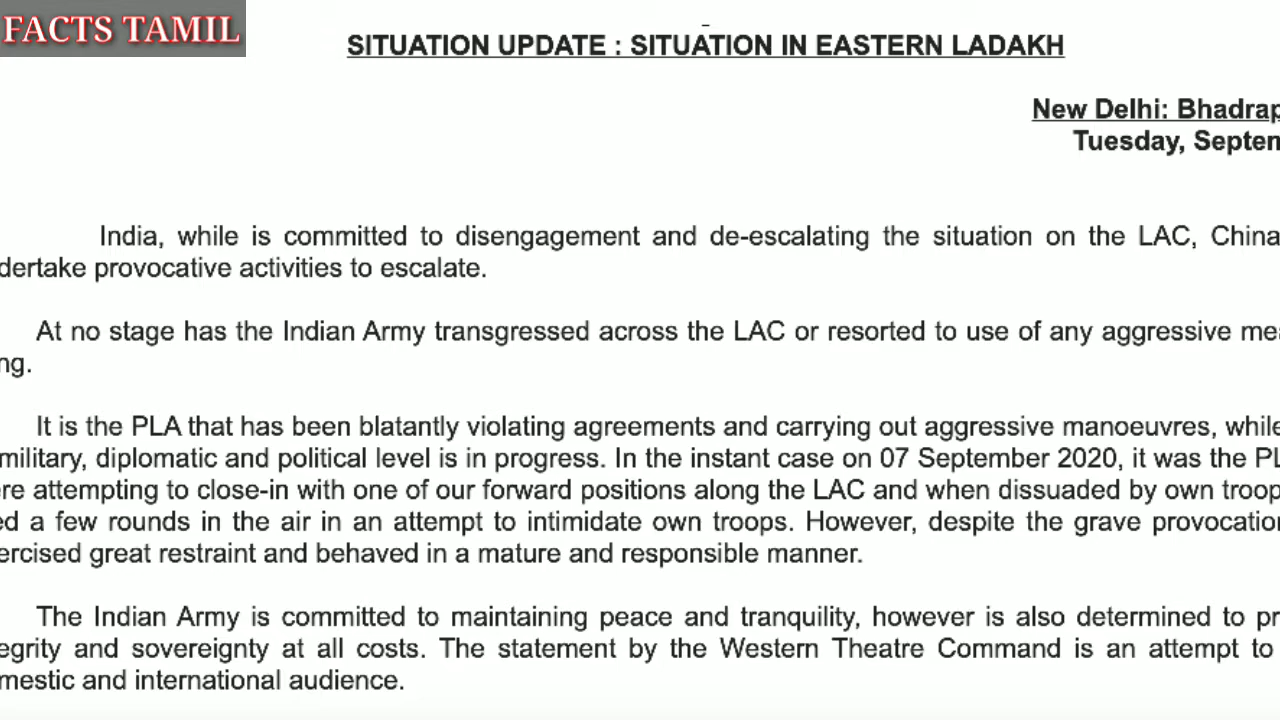 FACTS TAMIL
SITUATION UPDATE : SITUATION IN EASTERN LADAKH
New Delhi: Bhadrap
Tuesday, Septem
India, while is committed to disengagement and de-escalating the situation on the LAC, China
dertake provocative activities to escalate.
At no stage has the Indian Army transgressed across the LAC or resorted to use of any aggressive mea
ng.
It is the PLA that has been blatantly violating agreements and carrying out aggressive manoeuvres, while
military, diplomatic and political level is in progress. In the instant case on 07 September 2020, it was the PL
re attempting to close-in with one of our forward positions along the LAC and when dissuaded by own troop
ed a few rounds in the air in an attempt to intimidate own troops. However, despite the grave provocation
ercised great restraint and behaved in a mature and responsible manner.
The Indian Army is committed to maintaining peace and tranquility, however is also determined to pr
egrity and sovereignty at all costs. The statement by the Western Theatre Command is an attempt to
mestic and international audience.